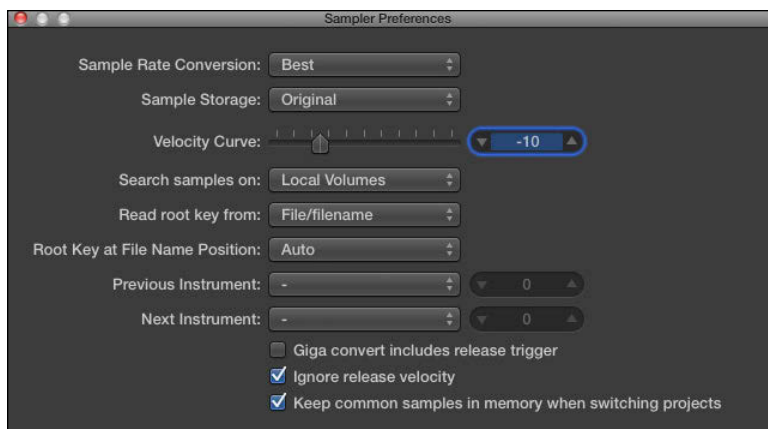 Sampler Preferences
Sample Rate Conversion: Best
Sample Storage: Original
Velocity Curve: -10
Search samples on: Local Volumes
Read root key from: File/filename
Root Key at File Name Position: Auto
Previous Instrument: - 0
Next Instrument: - 0
Giga convert includes release trigger
Ignore release velocity
Keep common samples in memory when switching projects